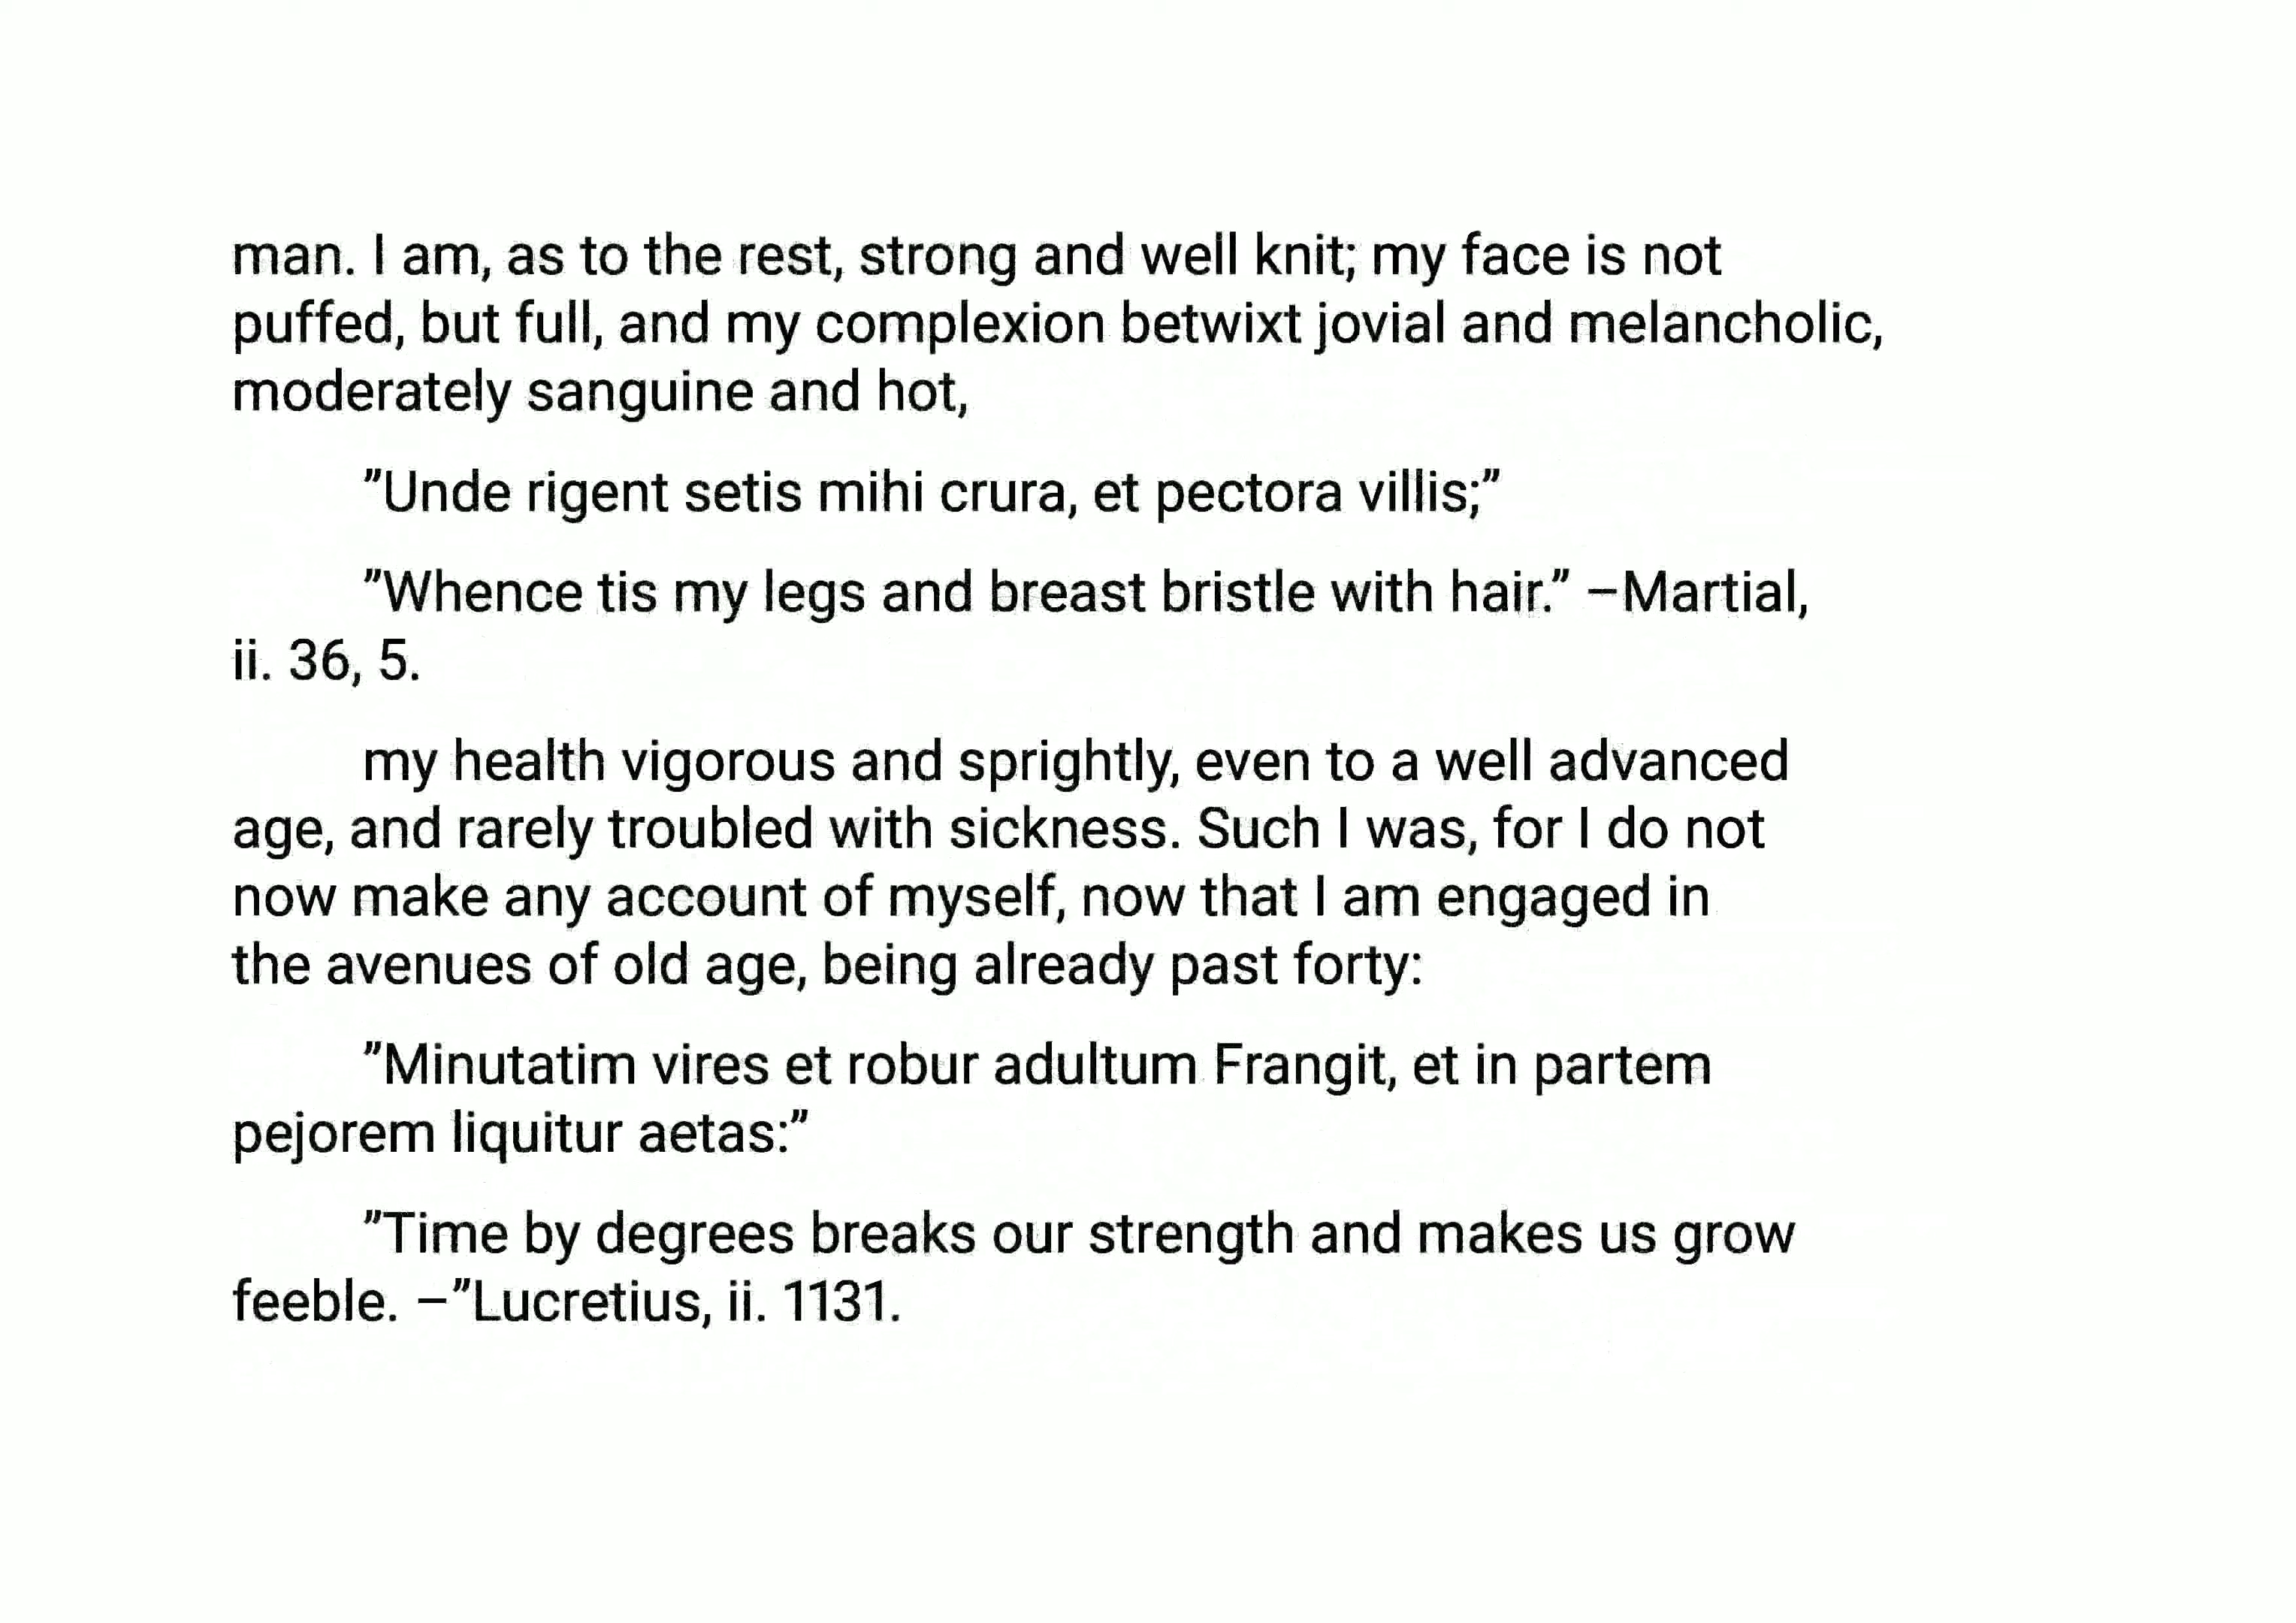 man. I am, as to the rest, strong and well knit; my face is not
puffed, but full, and my complexion betwixt jovial and melancholic,
moderately sanguine and hot,
”Unde rigent setis mihi crura, et pectora villis;”
”Whence tis my legs and breast bristle with hair.” –Martial,
ii. 36, 5.
my health vigorous and sprightly, even to a well advanced
age, and rarely troubled with sickness. Such I was, for I do not
now make any account of myself, now that I am engaged in
the avenues of old age, being already past forty:
”Minutatim vires et robur adultum Frangit, et in partem
pejorem liquitur aetas:”
”Time by degrees breaks our strength and makes us grow
feeble. –”Lucretius, ii. 1131.